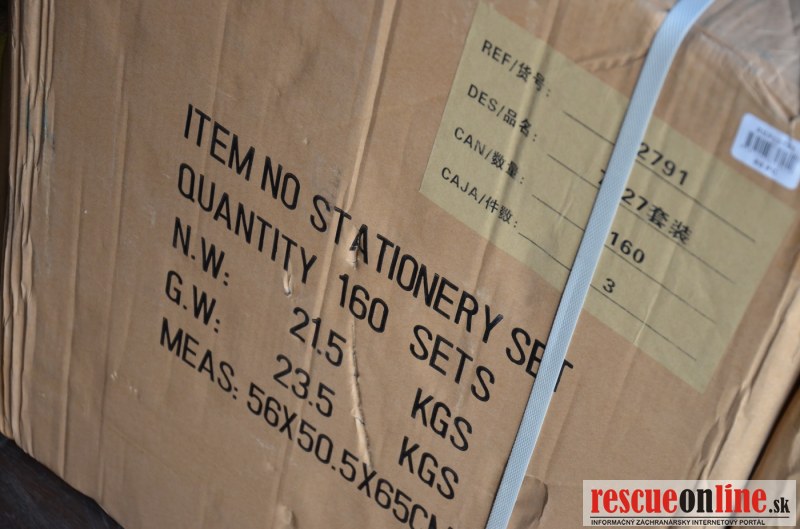 ITEM NO STATIONERY SET
QUANTITY 160 SETS
N.W: 21.5 KGS
G.W: 23.5 KGS
MEAS: 56X50.5X65CM
REF/货号: 2791
DES/品名: 27套装
CAN/数量: 160
CAJA/件数: 3
rescueonline.sk
INFORMAČNÝ ZÁCHRANÁRSKY INTERNETOVÝ PORTÁL